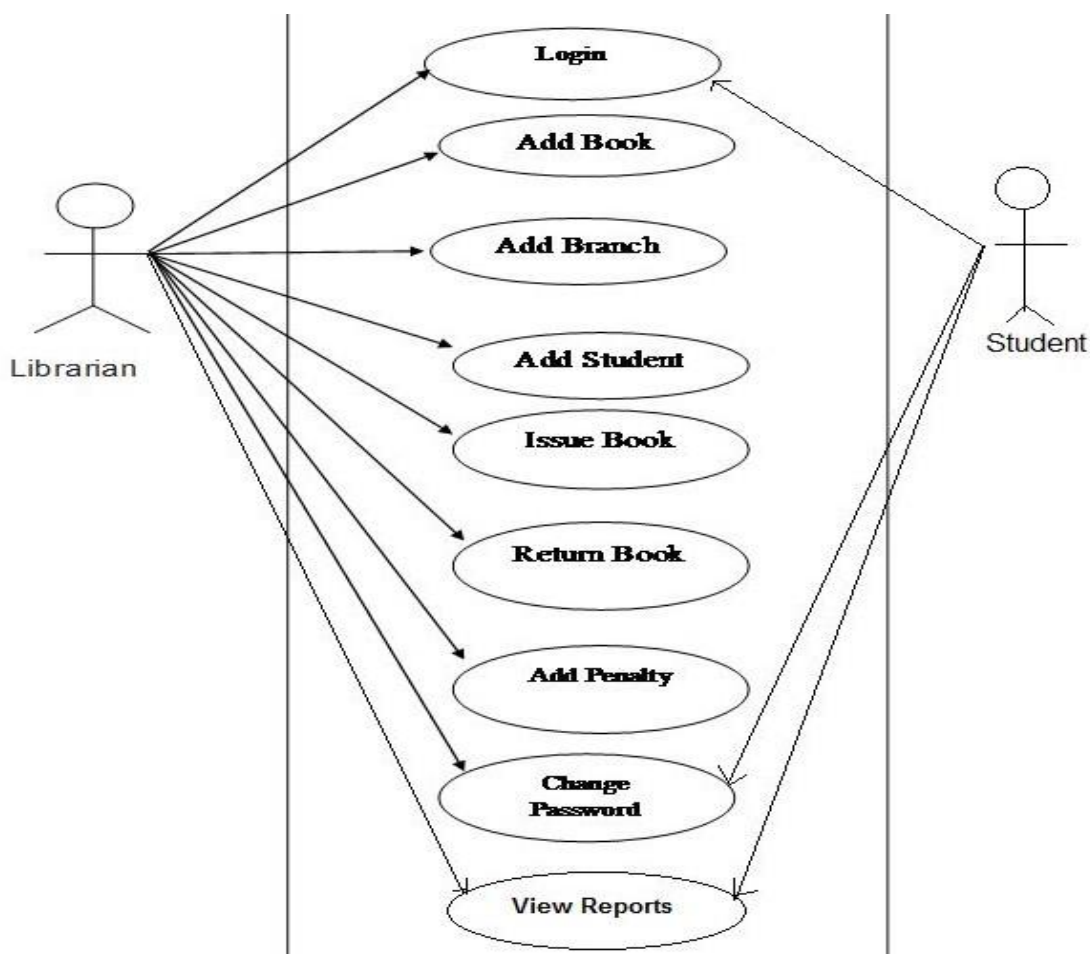 Login
Add Book
Add Branch
Add Student
Issue Book
Return Book
Add Penalty
Change
Password
View Reports
Librarian
Student